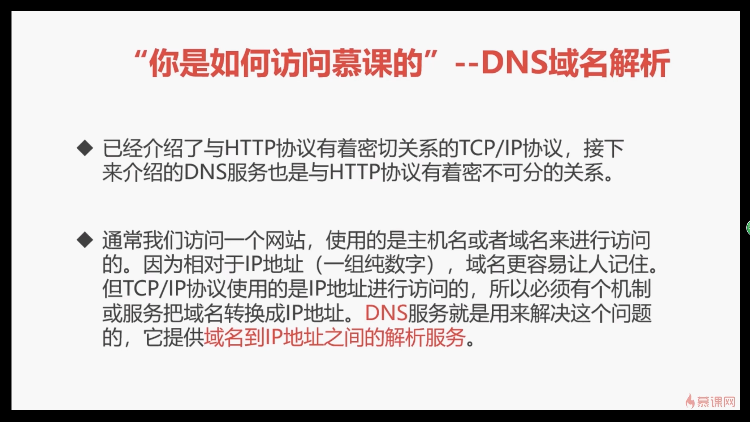 “你是如何访问慕课的”--DNS域名解析
◆ 已经介绍了与HTTP协议有着密切关系的TCP/IP协议，接下
来介绍的DNS服务也是与HTTP协议有着密不可分的关系。
◆ 通常我们访问一个网站，使用的是主机名或者域名来进行访问
的。因为相对于IP地址（一组纯数字），域名更容易让人记住。
但TCP/IP协议使用的是IP地址进行访问的，所以必须有个机制
或服务把域名转换成IP地址。DNS服务就是用来解决这个问题
的，它提供域名到IP地址之间的解析服务。
慕课网